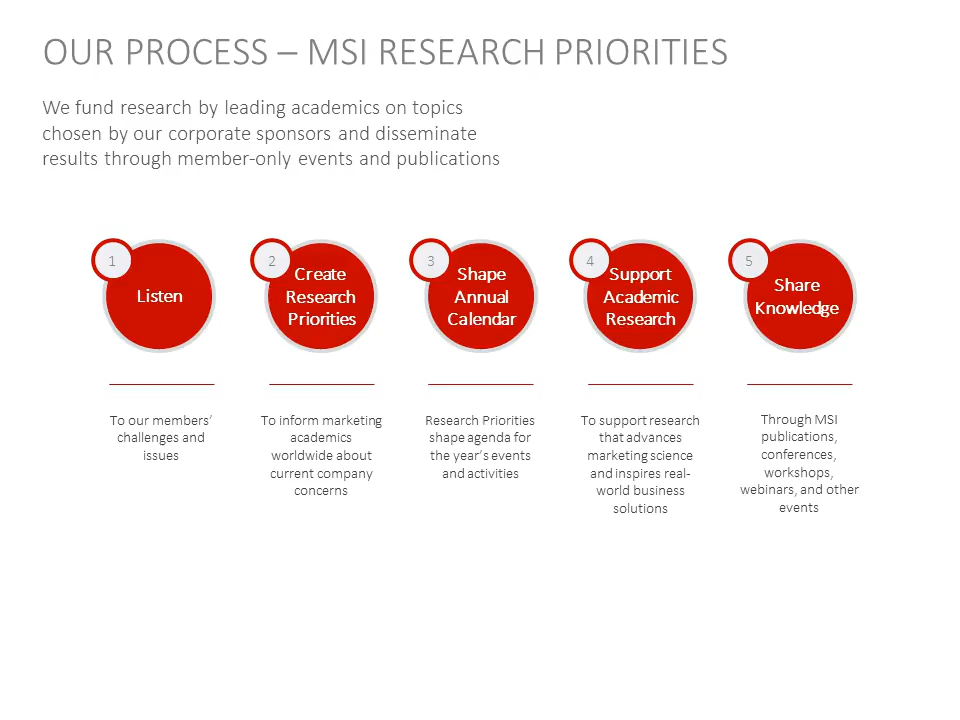 OUR PROCESS – MSI RESEARCH PRIORITIES
We fund research by leading academics on topics
chosen by our corporate sponsors and disseminate
results through member-only events and publications
1
Listen
To our members’
challenges and
issues
2
Create
Research
Priorities
To inform marketing
academics
worldwide about
current company
concerns
3
Shape
Annual
Calendar
Research Priorities
shape agenda for
the year’s events
and activities
4
Support
Academic
Research
To support research
that advances
marketing science
and inspires real-
world business
solutions
5
Share
Knowledge
Through MSI
publications,
conferences,
workshops,
webinars, and other
events